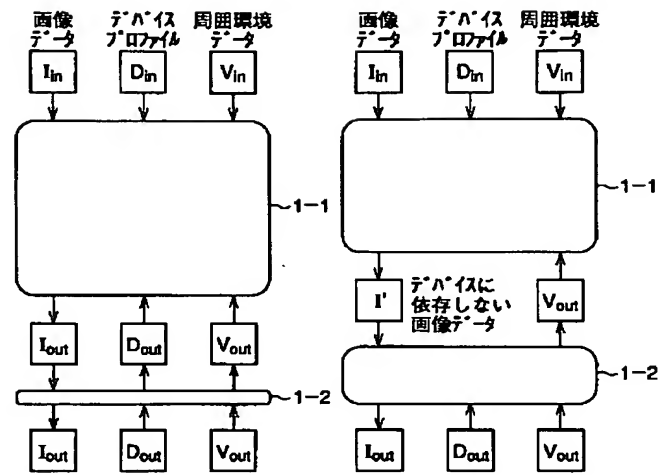 画像
データ
デバイス
プロファイル
周囲環境
データ
Iin
Din
Vin
1-1
Iout
Dout
Vout
1-2
Iout
Dout
Vout
画像
データ
デバイス
プロファイル
周囲環境
データ
Iin
Din
Vin
1-1
I'
デバイスに
依存しない
画像データ
Vout
1-2
Iout
Dout
Vout